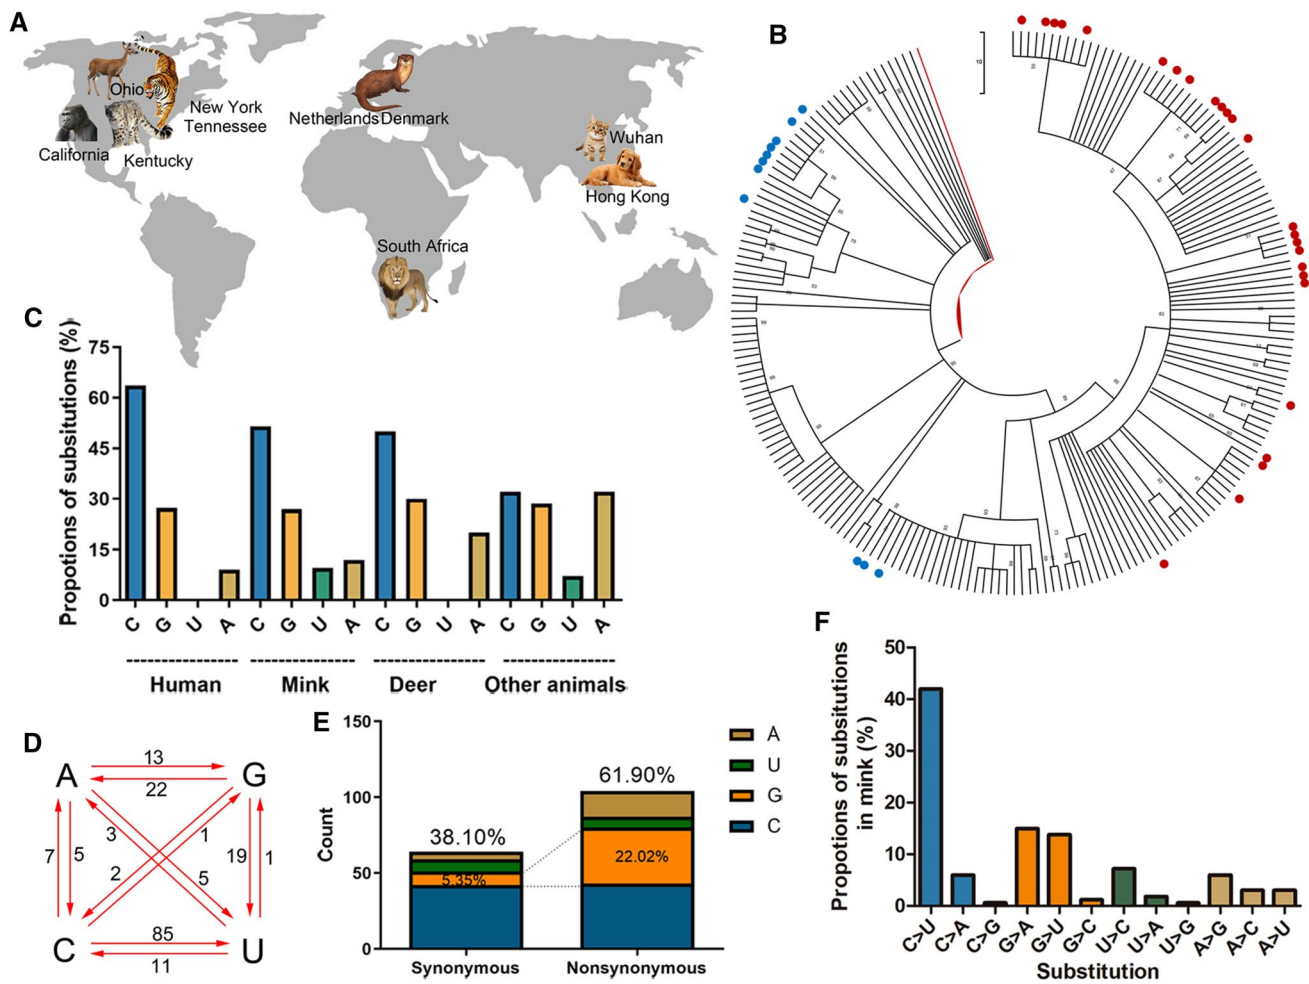 A
Ohio
New York
Tennessee
California
Kentucky
Netherlands Denmark
Wuhan
Hong Kong
South Africa
B
10
C
Propotions of subsitutions (%)
75
60
45
30
15
0
C G U A C G U A C G U A C G U A
Human Mink Deer Other animals
D
A 13 G
22
7 5 3 2 1 5 19 1
C 85 U
11
E
Count
150
100
50
0
38.10%
5.35%
61.90%
22.02%
Synonymous Nonsynonymous
A
U
G
C
F
Propotions of subsitutions
in mink (%)
50
40
30
20
10
0
C>U C>A C>G G>A G>U G>C U>C U>A U>G A>G A>C A>U
Substitution